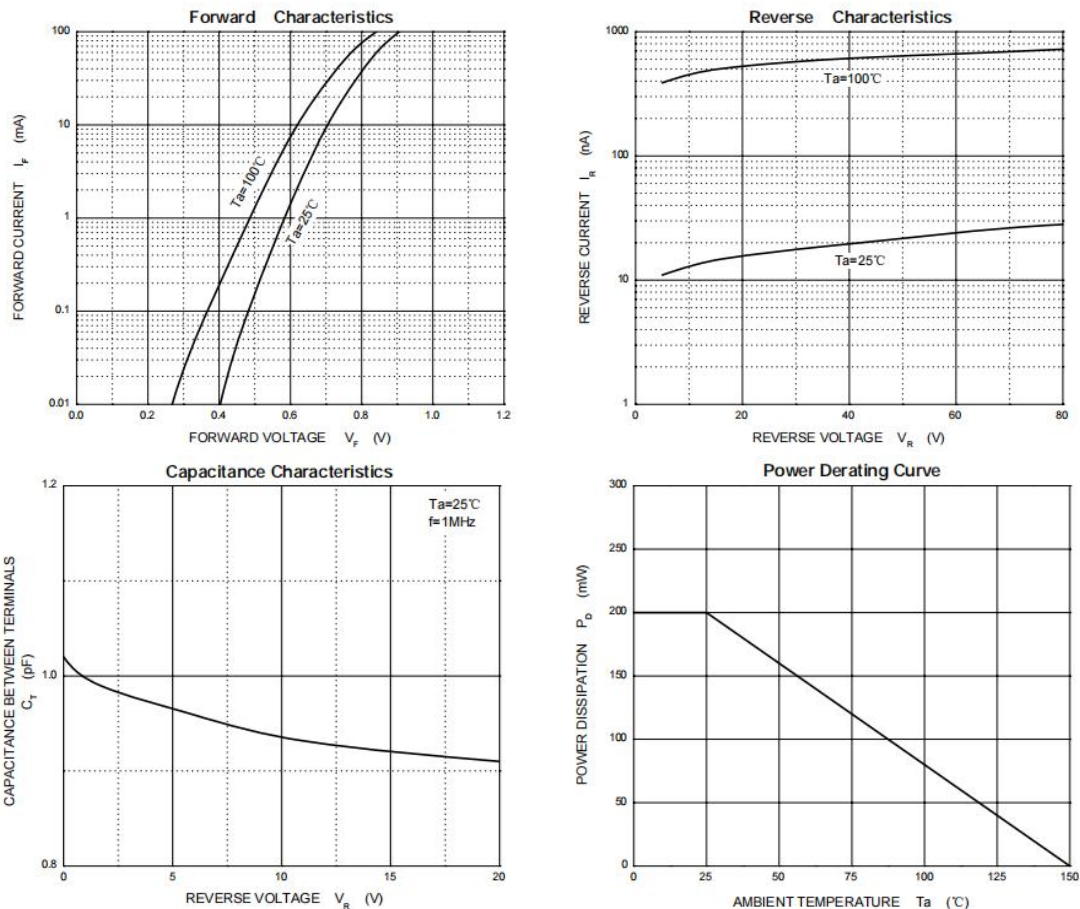 Forward Characteristics
FORWARD CURRENT I_F (mA)
100
10
1
0.1
0.01
Ta=100℃
Ta=25℃
0.0 0.2 0.4 0.6 0.8 1.0 1.2
FORWARD VOLTAGE V_F (V)
Reverse Characteristics
REVERSE CURRENT I_R (nA)
1000
100
10
1
Ta=100℃
Ta=25℃
0 20 40 60 80
REVERSE VOLTAGE V_R (V)
Capacitance Characteristics
CAPACITANCE BETWEEN TERMINALS
C_T (pF)
1.2
1.0
0.8
Ta=25℃
f=1MHz
0 5 10 15 20
REVERSE VOLTAGE V_R (V)
Power Derating Curve
POWER DISSIPATION P_D (mW)
300
250
200
150
100
50
0
0 25 50 75 100 125 150
AMBIENT TEMPERATURE Ta (℃)